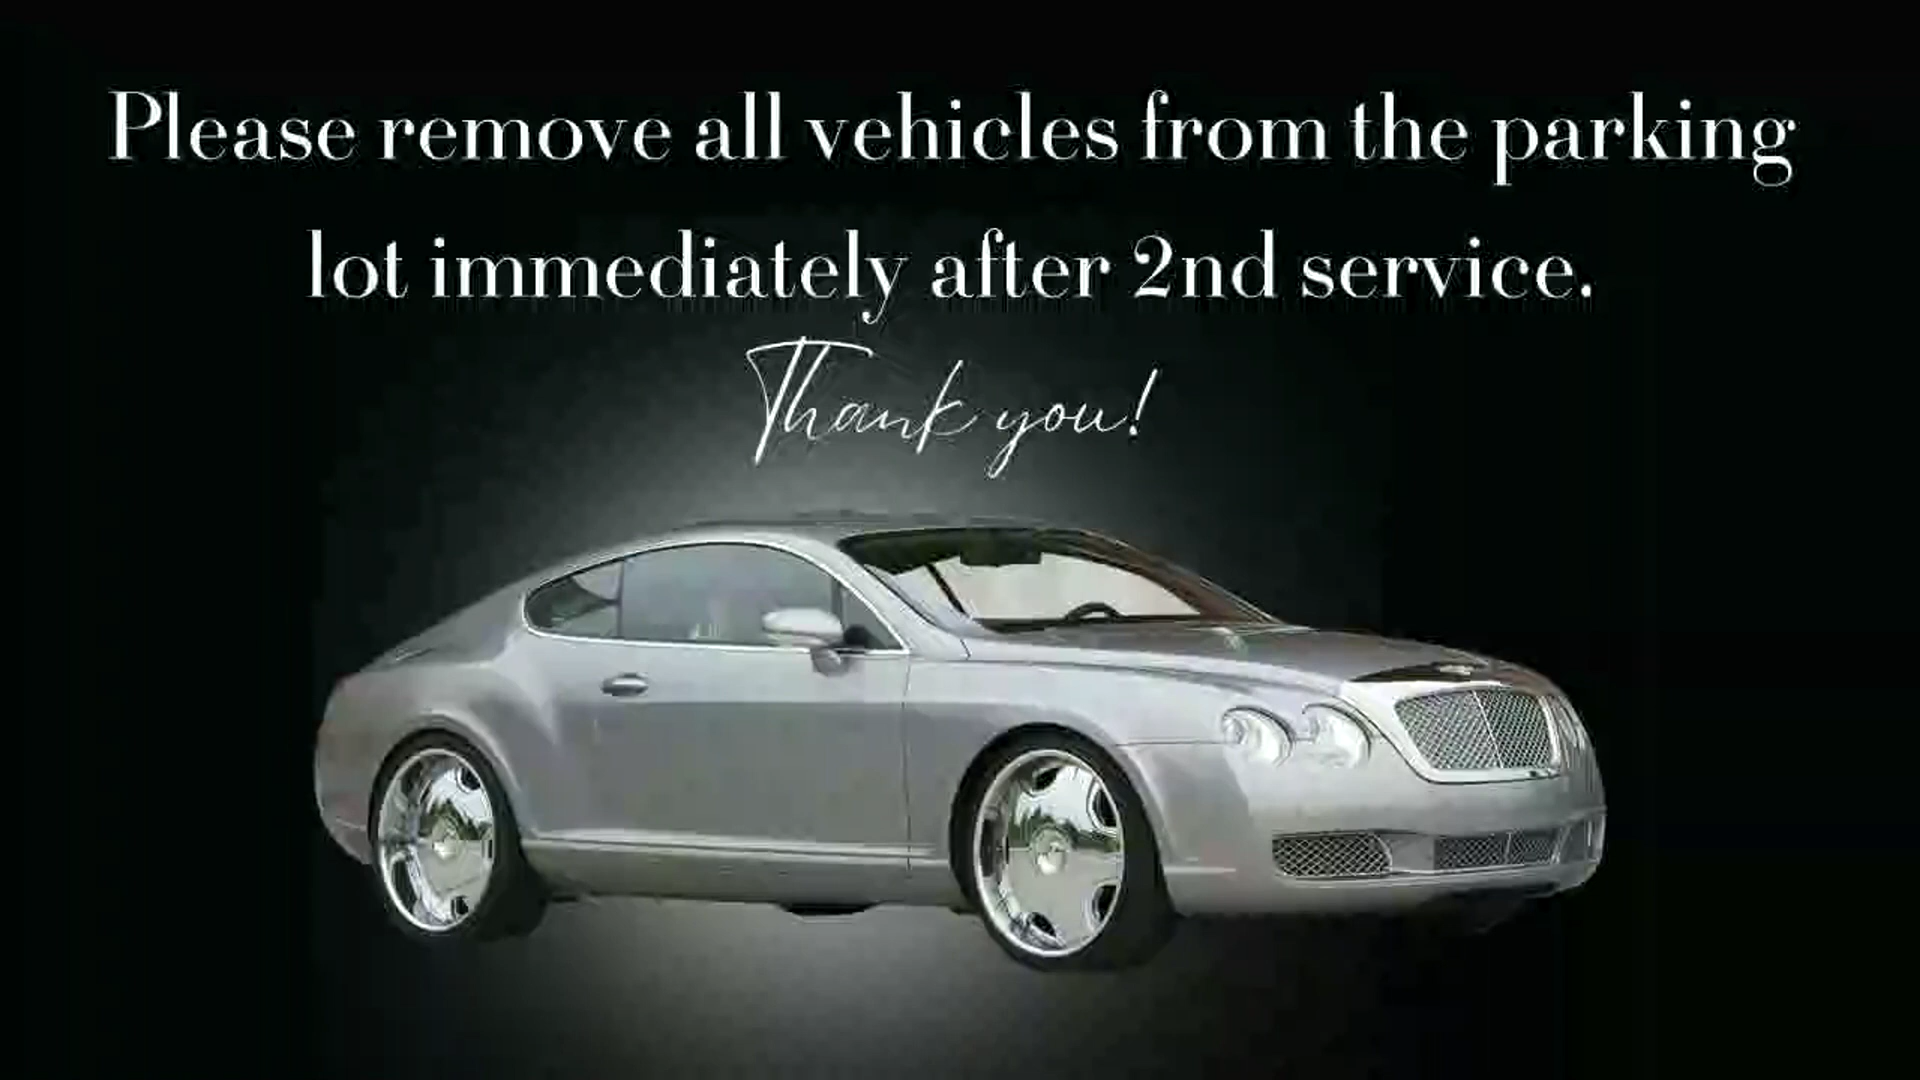 Please remove all vehicles from the parking
lot immediately after 2nd service.
Thank you!